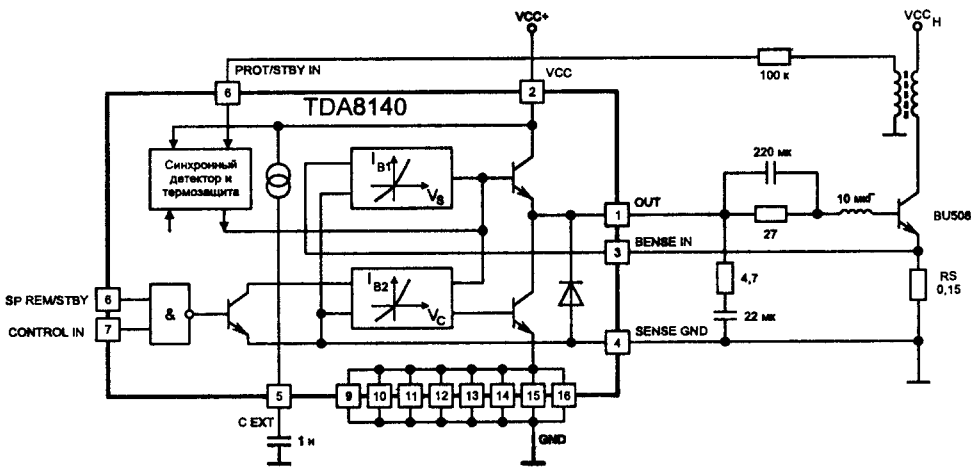 VCC+
VCC H
PROT/STBY IN
VCC
100 к
6
2
TDA8140
Синхронный
детектор и
термозащита
I B1
V S
220 мк
10 мкГ
OUT
1
27
BU508
BENSE IN
3
I B2
V C
4,7
RS
0,15
SP REM/STBY
6
&
CONTROL IN
7
22 мк
SENSE GND
4
5
9
10
11
12
13
14
15
16
C EXT
1 н
GND